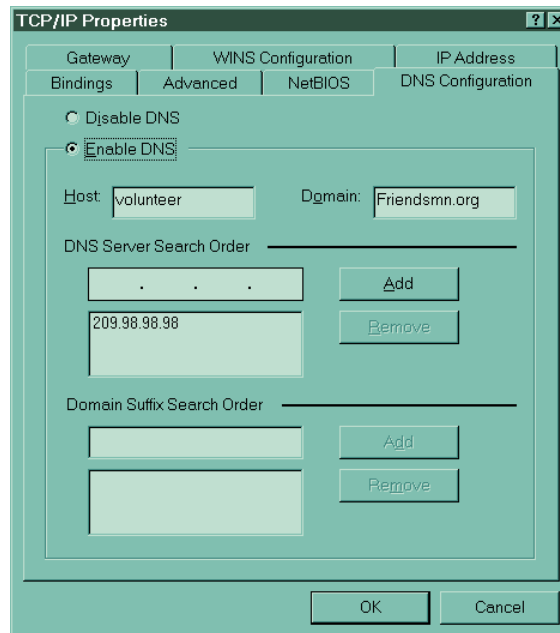 TCP/IP Properties
Gateway WINS Configuration IP Address
Bindings Advanced NetBIOS DNS Configuration
Disable DNS
Enable DNS
Host: volunteer Domain: Friendsmn.org
DNS Server Search Order
. . . Add
209.98.98.98 Remove
Domain Suffix Search Order
Add
Remove
OK Cancel